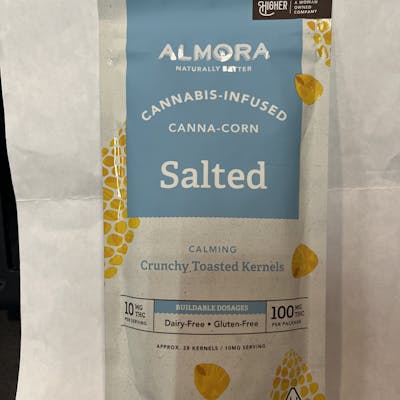 HIGHER
A WOMAN
OWNED
COMPANY
ALMORA
NATURALLY BATTER
CANNABIS-INFUSED
CANNA-CORN
Salted
CALMING
Crunchy Toasted Kernels
10 MG
THC
PER SERVING
BUILDABLE DOSAGES
Dairy-Free • Gluten-Free
100 MG
THC
PER PACKAGE
APPROX. 28 KERNELS / 10MG SERVING